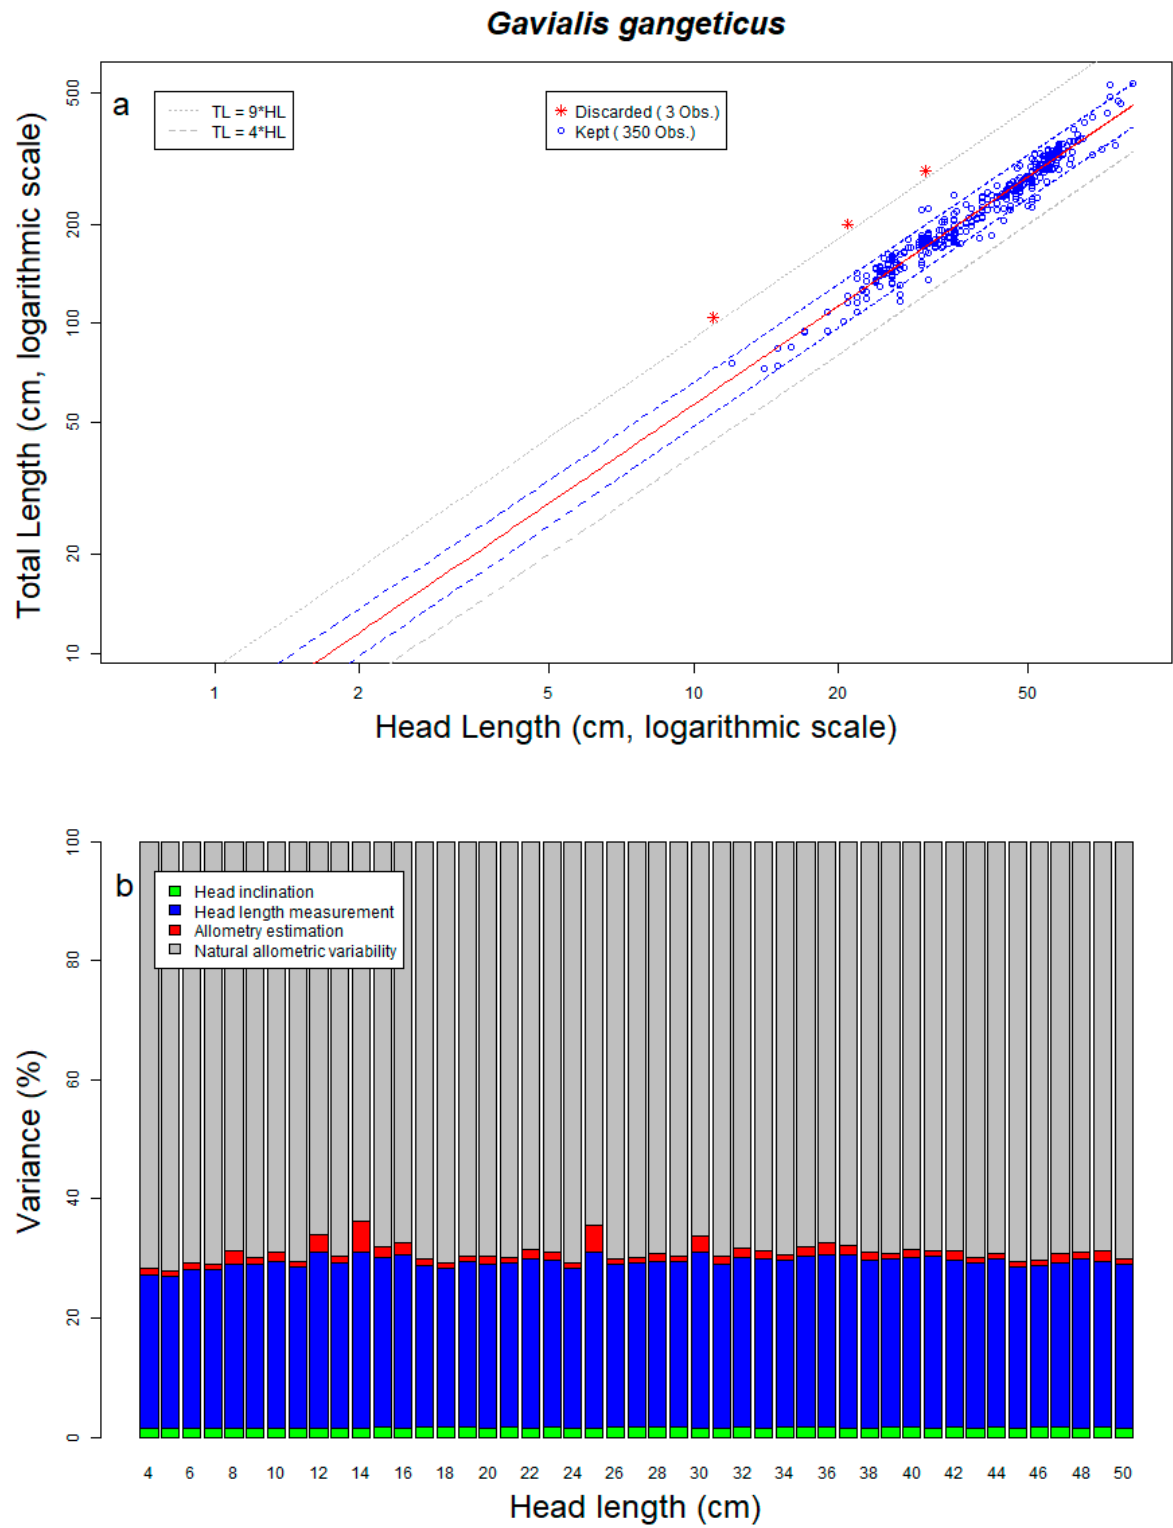 Gavialis gangeticus
a
TL = 9*HL
TL = 4*HL
Discarded ( 3 Obs.)
Kept ( 350 Obs.)
Total Length (cm, logarithmic scale)
500
200
100
50
20
10
1 2 5 10 20 50
Head Length (cm, logarithmic scale)
b
Head inclination
Head length measurement
Allometry estimation
Natural allometric variability
Variance (%)
100
80
60
40
20
0
4 6 8 10 12 14 16 18 20 22 24 26 28 30 32 34 36 38 40 42 44 46 48 50
Head length (cm)